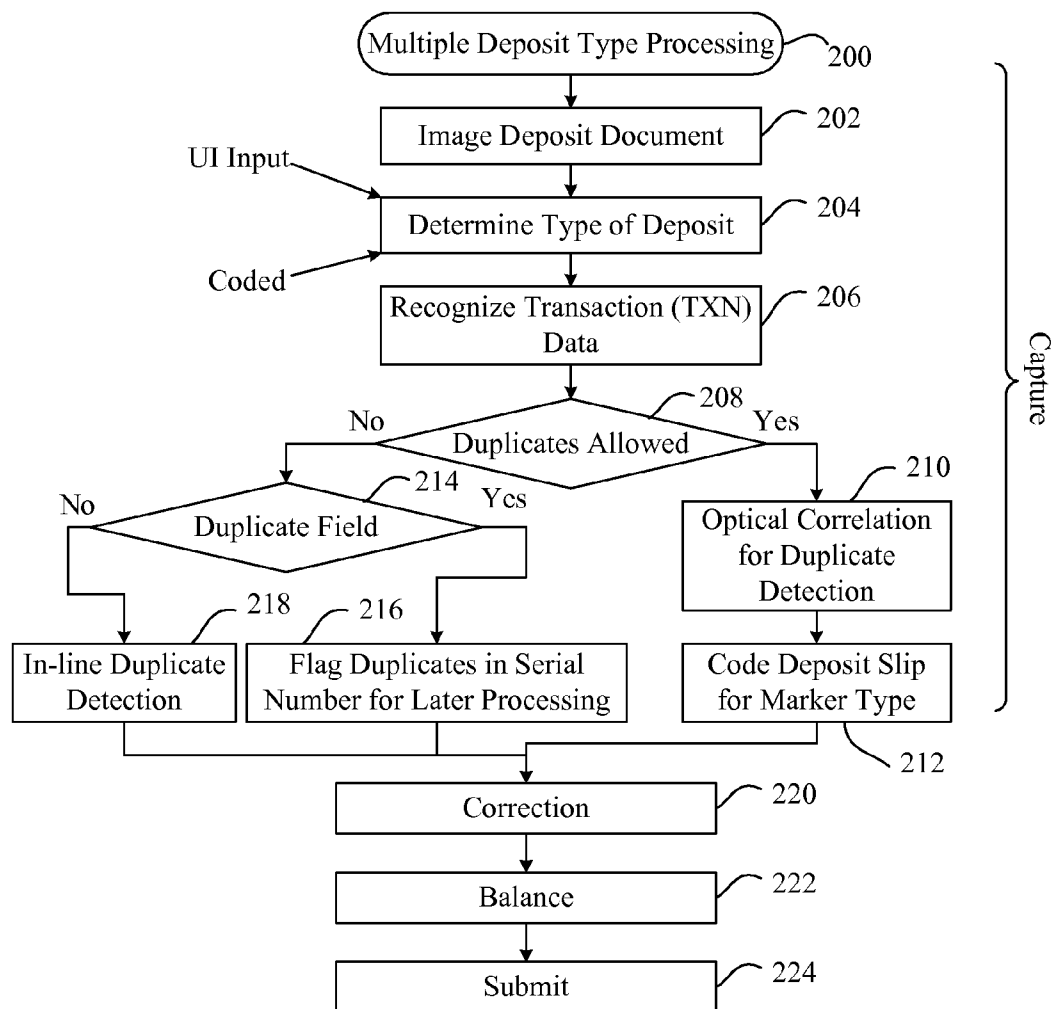 Multiple Deposit Type Processing
200
Image Deposit Document
202
UI Input
Determine Type of Deposit
204
Coded
Recognize Transaction (TXN)
Data
206
Capture
No
208
Yes
Duplicates Allowed
No
214
Yes
210
Duplicate Field
Optical Correlation
for Duplicate
Detection
218
216
In-line Duplicate
Detection
Flag Duplicates in Serial
Number for Later Processing
Code Deposit Slip
for Marker Type
212
Correction
220
Balance
222
Submit
224